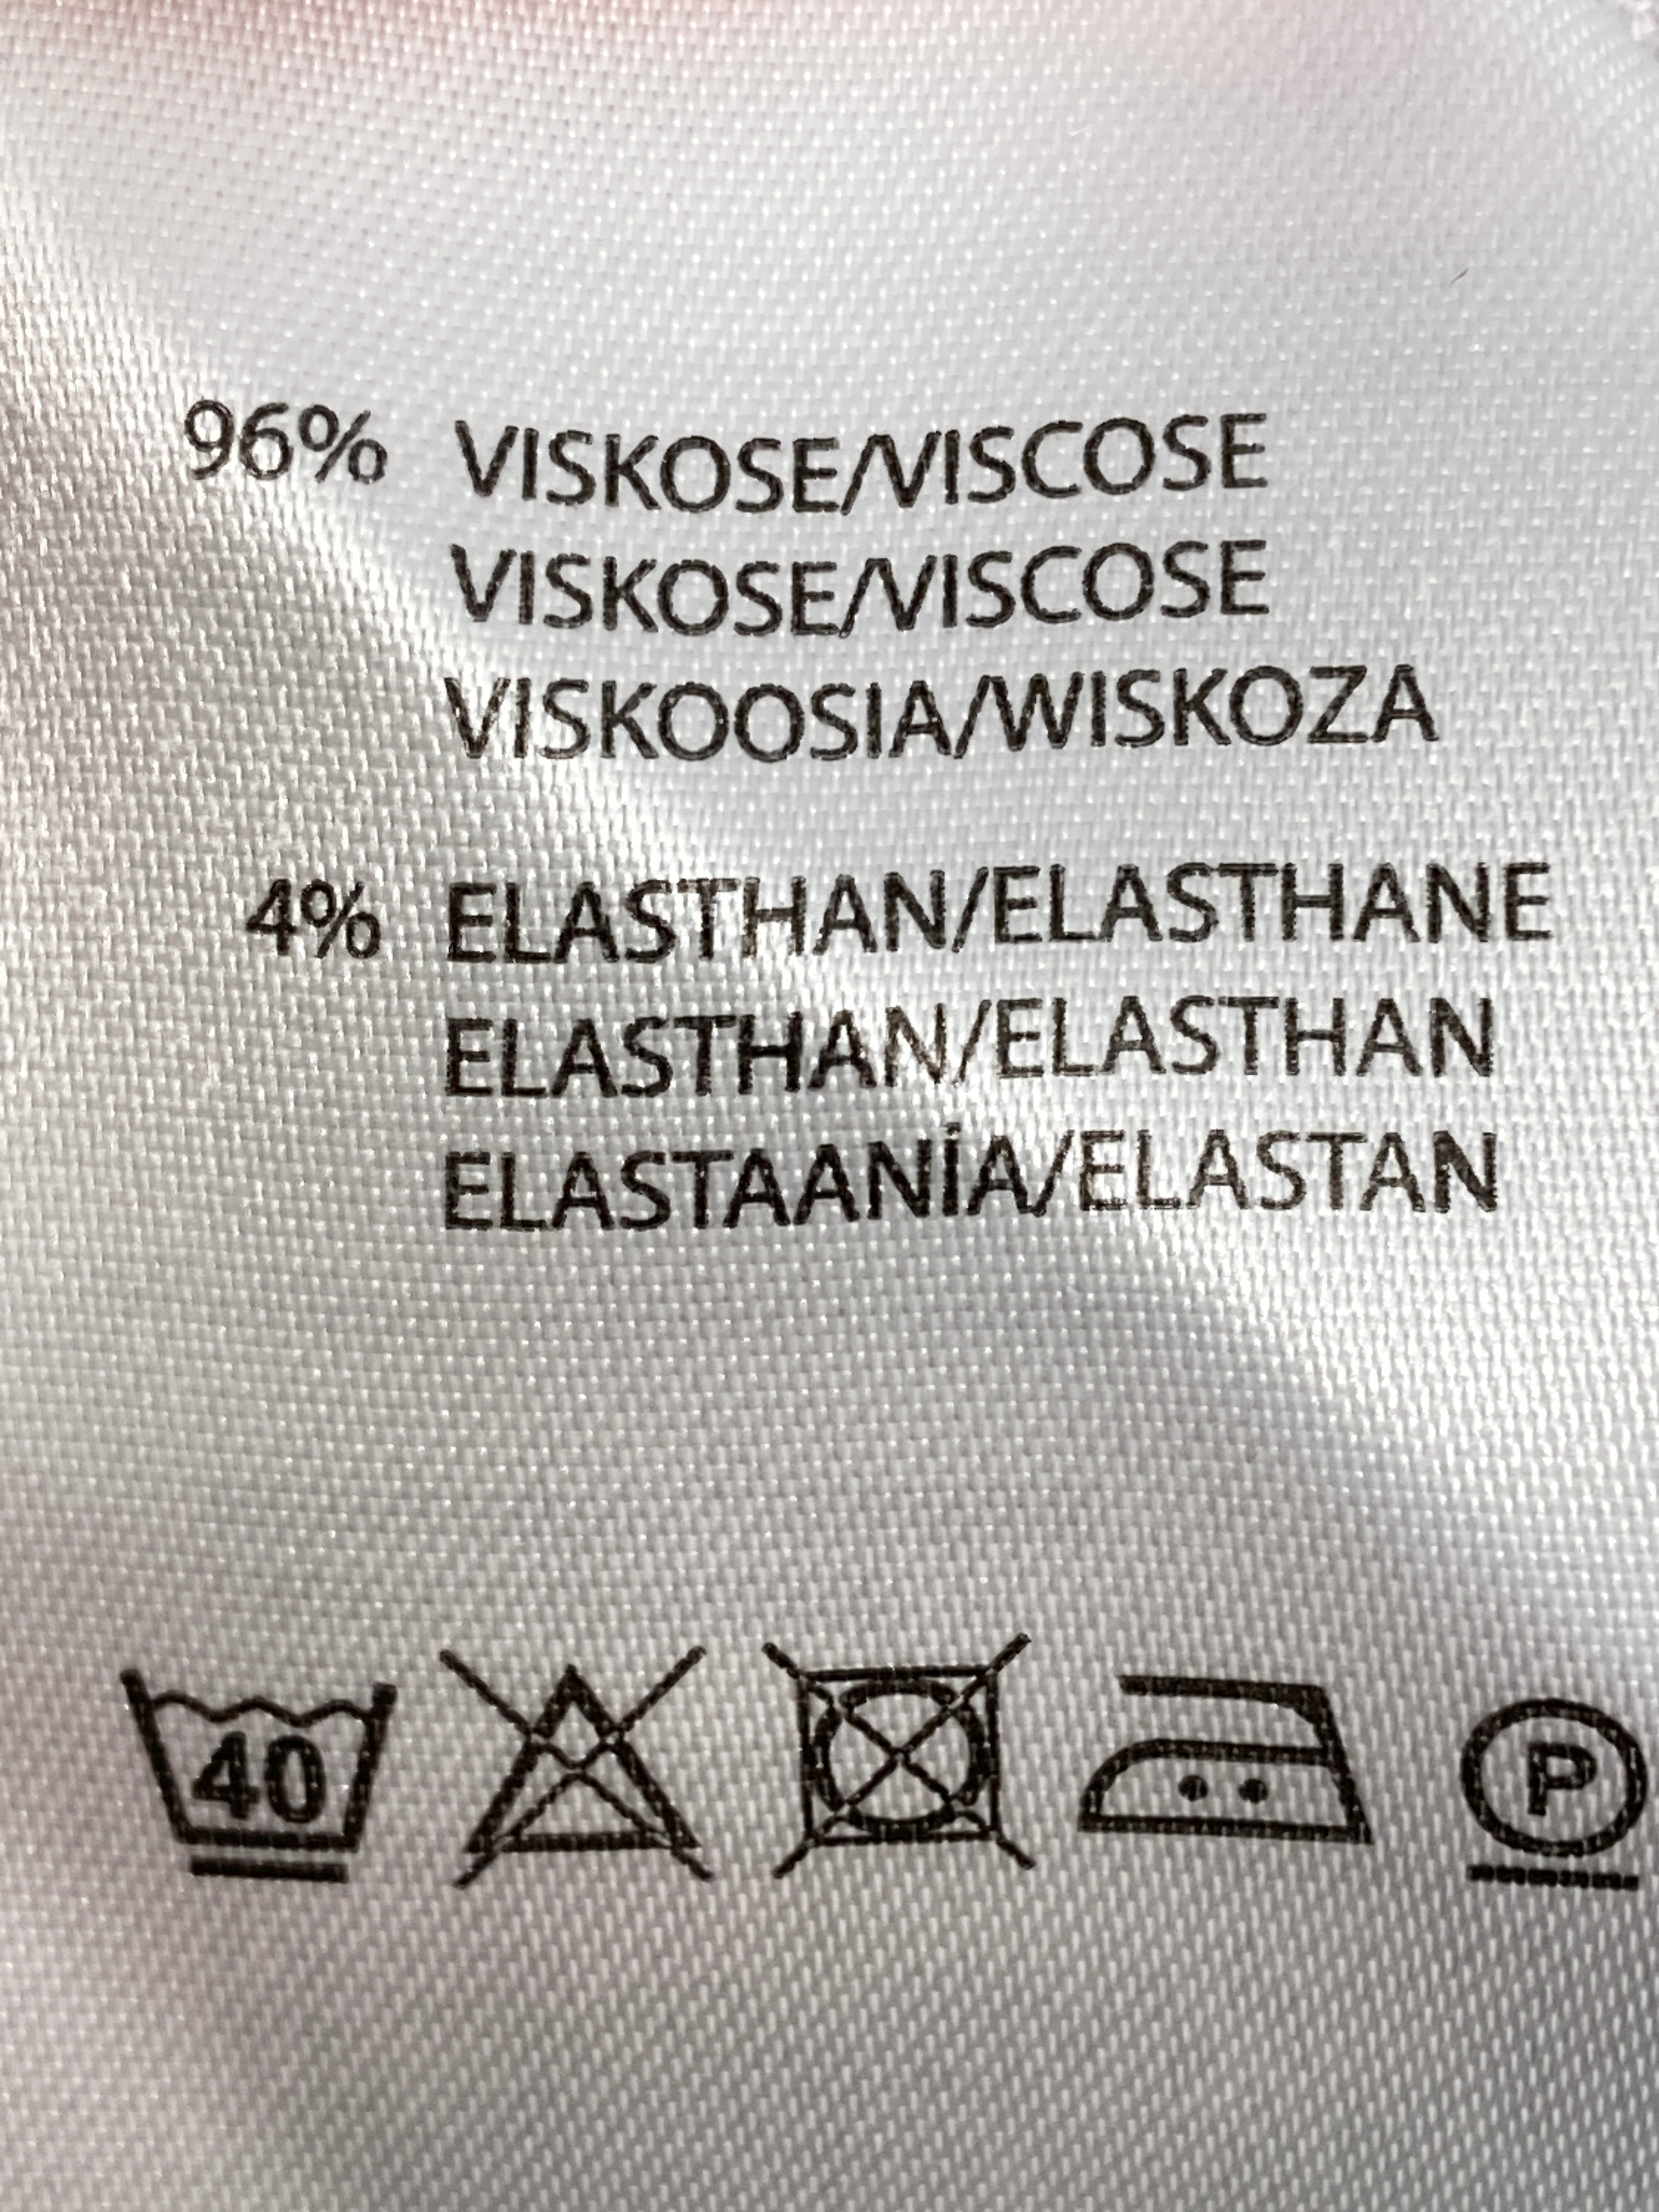 96% VISKOSE/VISCOSE
VISKOSE/VISCOSE
VISKOOSIA/WISKOZA
4% ELASTHAN/ELASTHANE
ELASTHAN/ELASTHAN
ELASTAANİA/ELASTAN
40 P